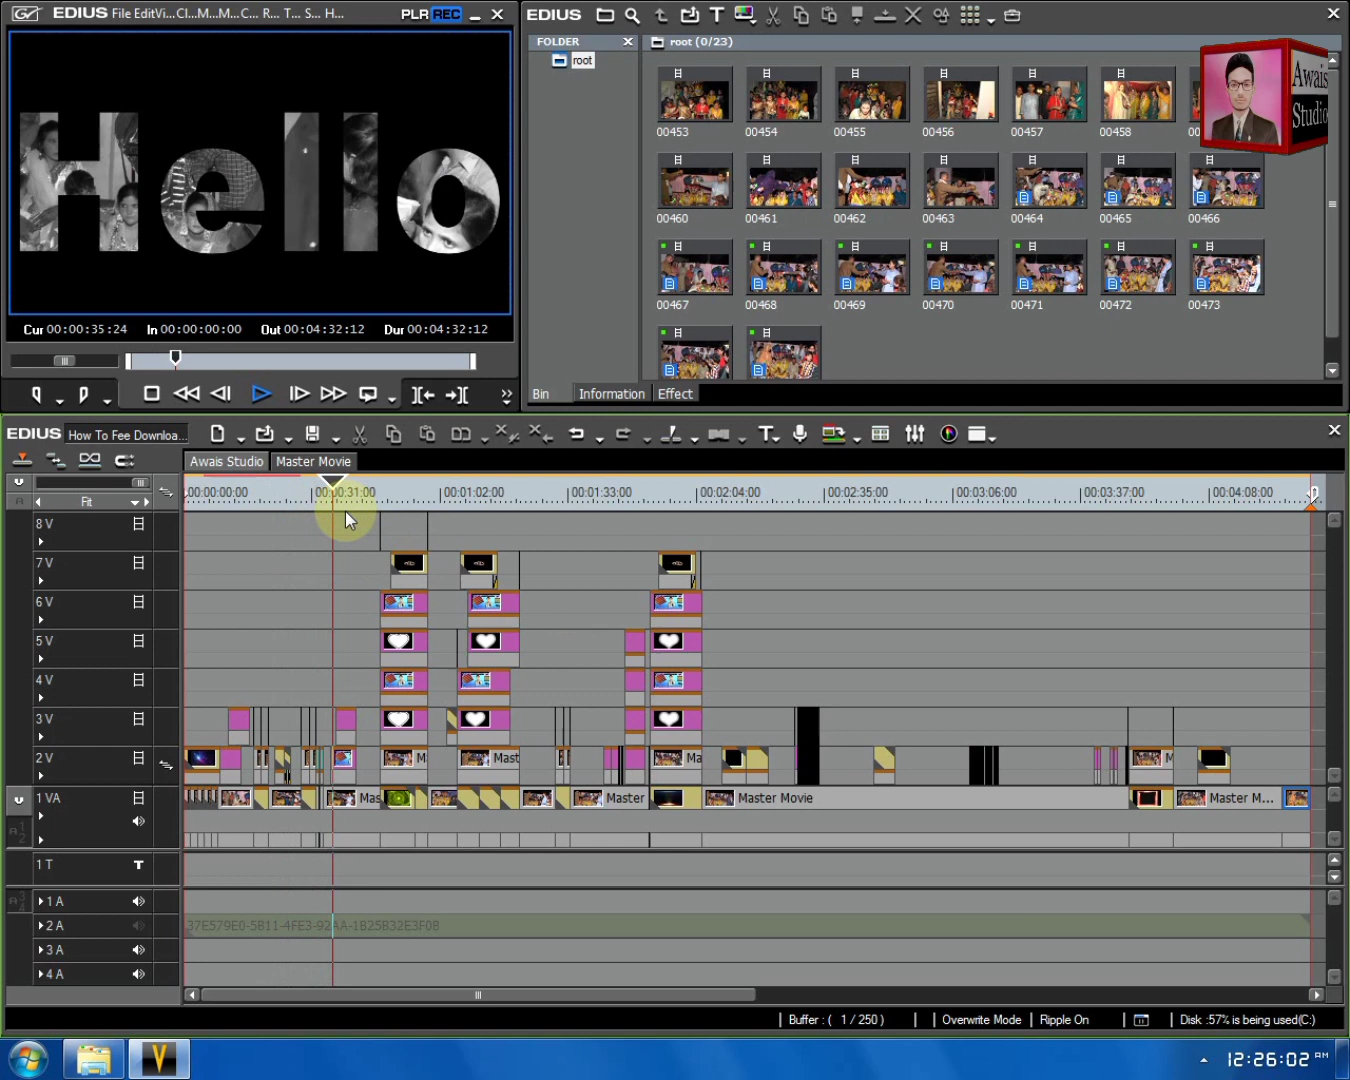 EDIUS File EditVi...Cl...M...M... C... R... T... S... H...
PLR REC
Hello
Cur 00:00:35:24 In 00:00:00:00 Out 00:04:32:12 Dur 00:04:32:12
EDIUS
FOLDER
root
root (0/23)
00453 00454 00455 00456 00457 00458
Awais
Studio
00460 00461 00462 00463 00464 00465 00466
00467 00468 00469 00470 00471 00472 00473
Bin Information Effect
EDIUS How To Fee Downloa...
Awais Studio Master Movie
Fit
00:00:00:00 00:00:31:00 00:01:02:00 00:01:33:00 00:02:04:00 00:02:35:00 00:03:06:00 00:03:37:00 00:04:08:00
8 V
7 V
6 V
5 V
4 V
3 V
2 V
M Mast Ma M
1 VA
Mas Master Master Movie Master M...
1 T
1 A
2 A
37E579E0-5B11-4FE3-92AA-1B25B32E3F0B
3 A
4 A
Buffer : ( 1 / 250 ) Overwrite Mode Ripple On Disk :57% is being used(C:)
12:26:02 AM